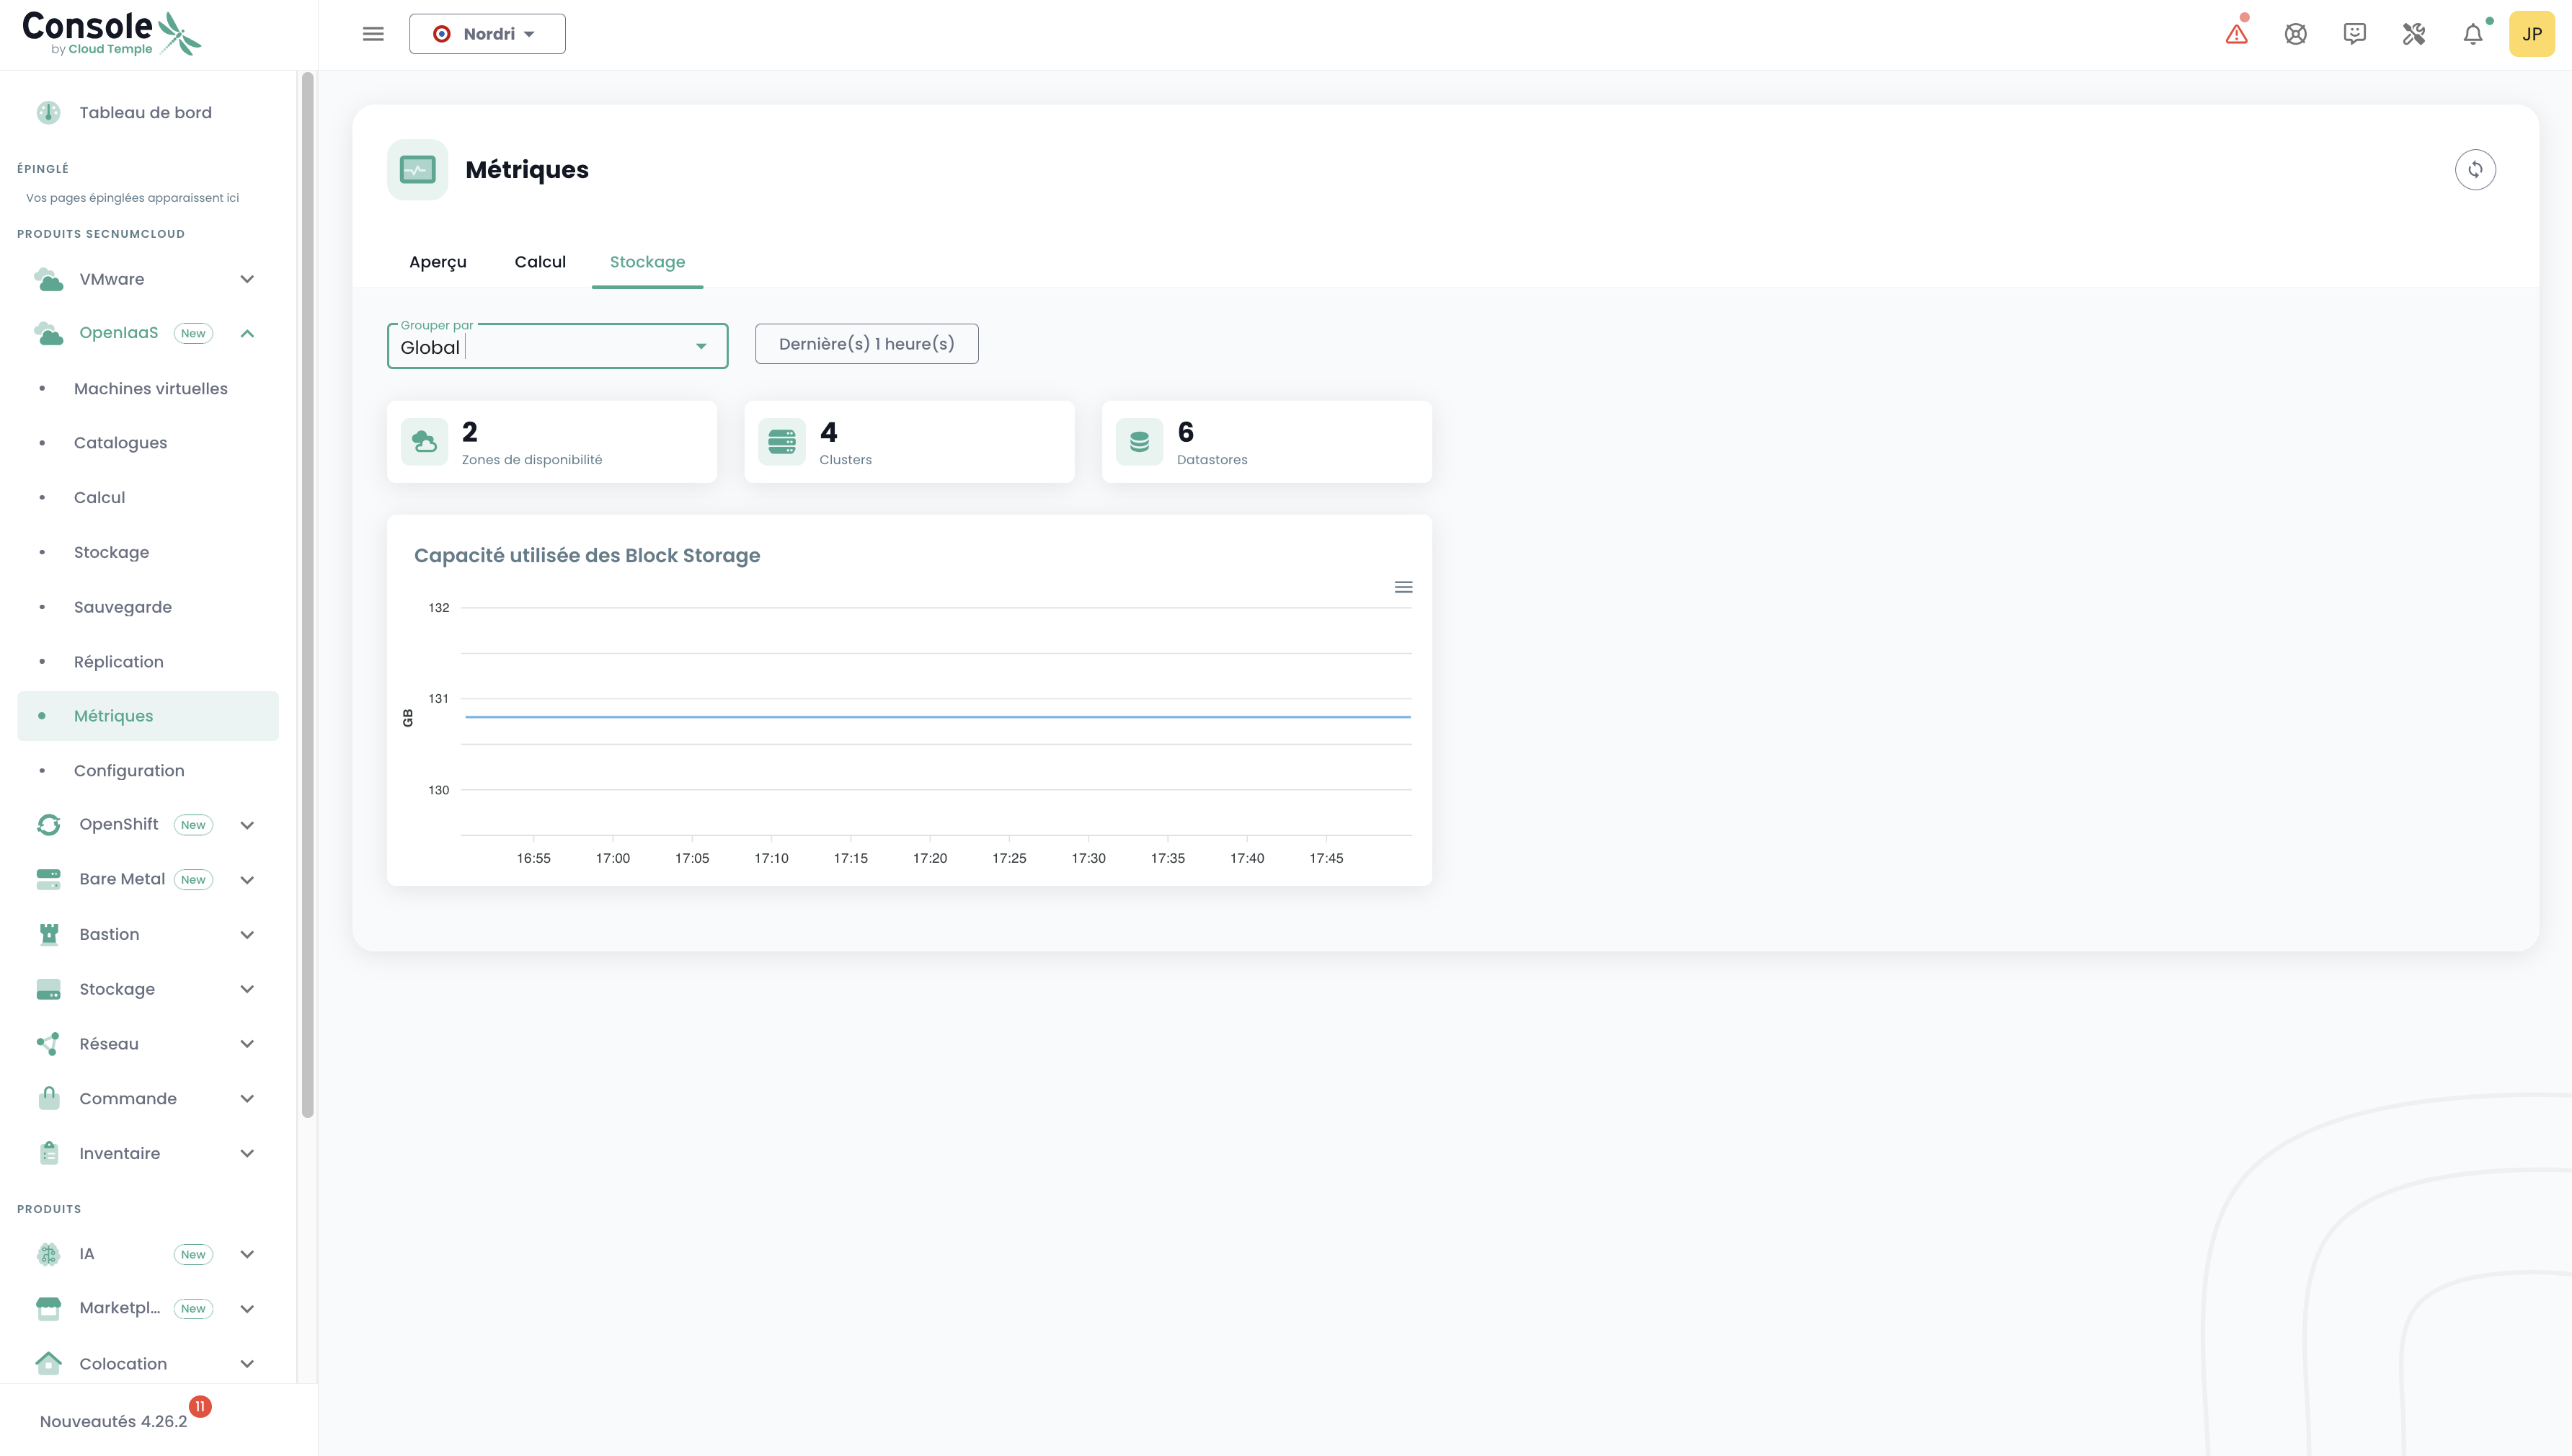 Console
by Cloud Temple
Nordri
JP
Tableau de bord
ÉPINGLÉ
Vos pages épinglées apparaissent ici
PRODUITS SECNUMCLOUD
VMware
OpenIaaS New
Machines virtuelles
Catalogues
Calcul
Stockage
Sauvegarde
Réplication
Métriques
Configuration
OpenShift New
Bare Metal New
Bastion
Stockage
Réseau
Commande
Inventaire
PRODUITS
IA New
Marketpl... New
Colocation
Nouveautés 4.26.2 11
Métriques
Aperçu Calcul Stockage
Grouper par
Global
Dernière(s) 1 heure(s)
2
Zones de disponibilité
4
Clusters
6
Datastores
Capacité utilisée des Block Storage
132
131
130
GB
16:55 17:00 17:05 17:10 17:15 17:20 17:25 17:30 17:35 17:40 17:45